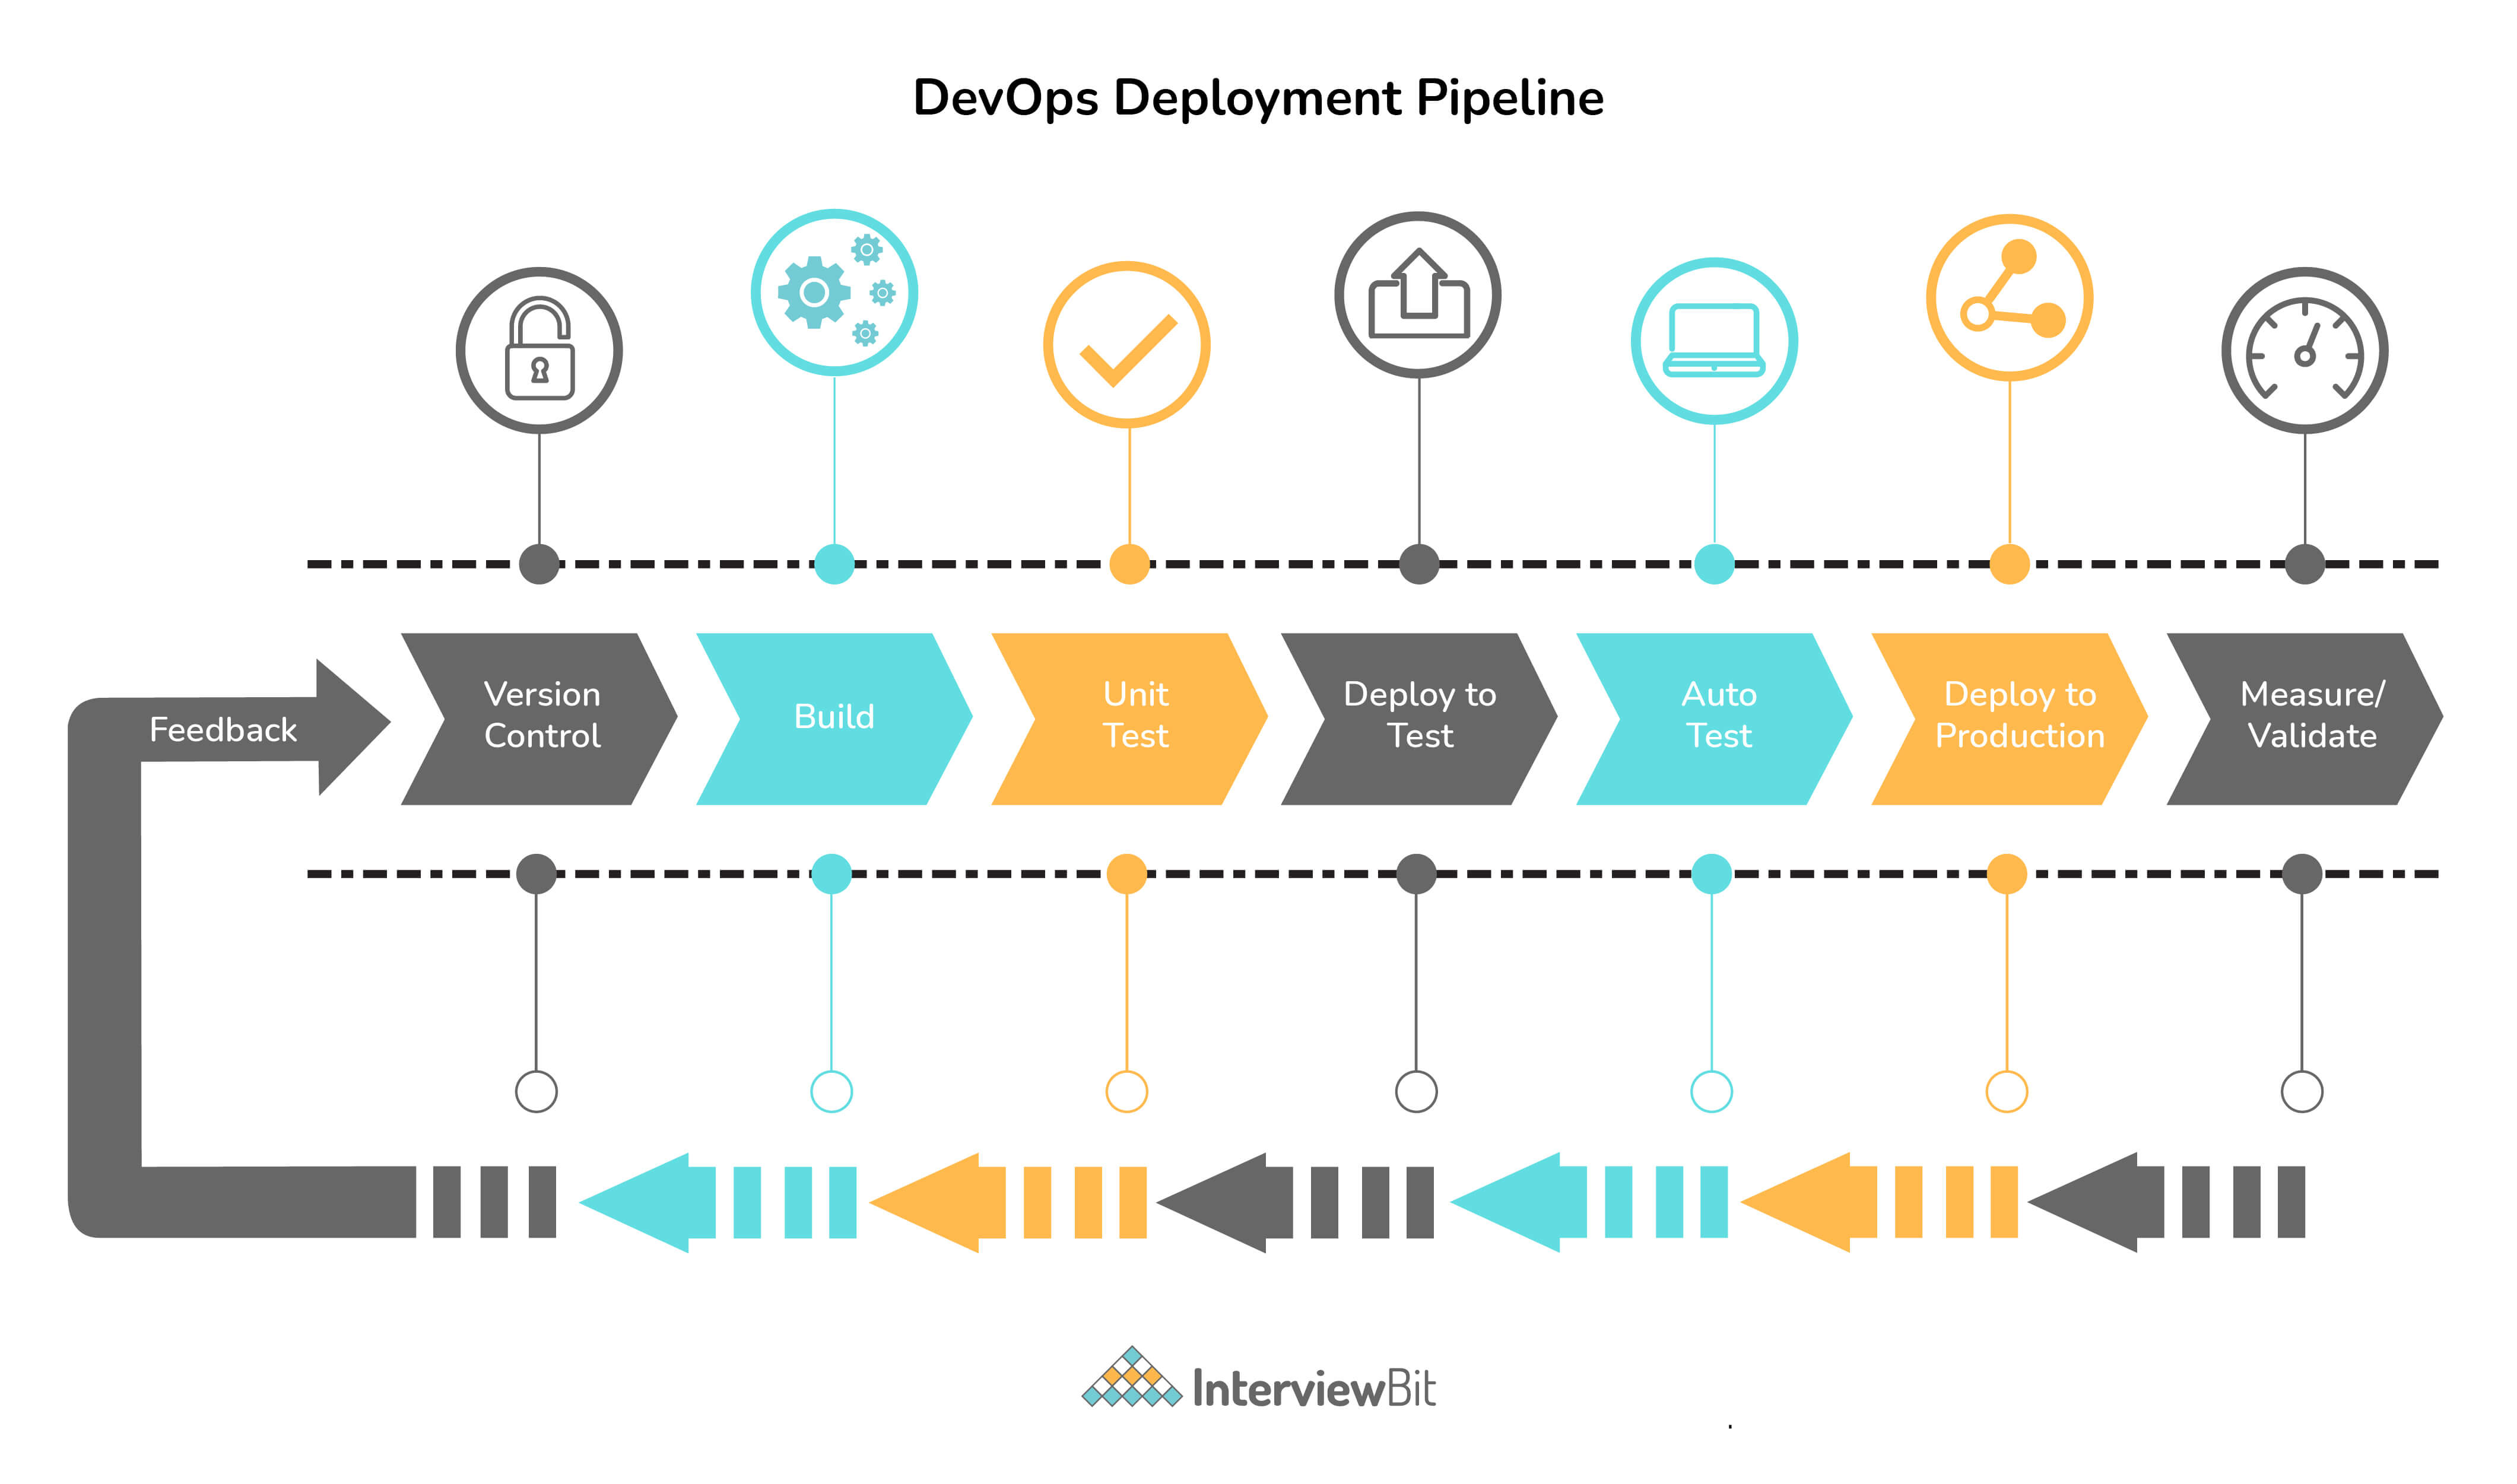 DevOps Deployment Pipeline
Feedback
Version
Control
Build
Unit
Test
Deploy to
Test
Auto
Test
Deploy to
Production
Measure/
Validate
InterviewBit